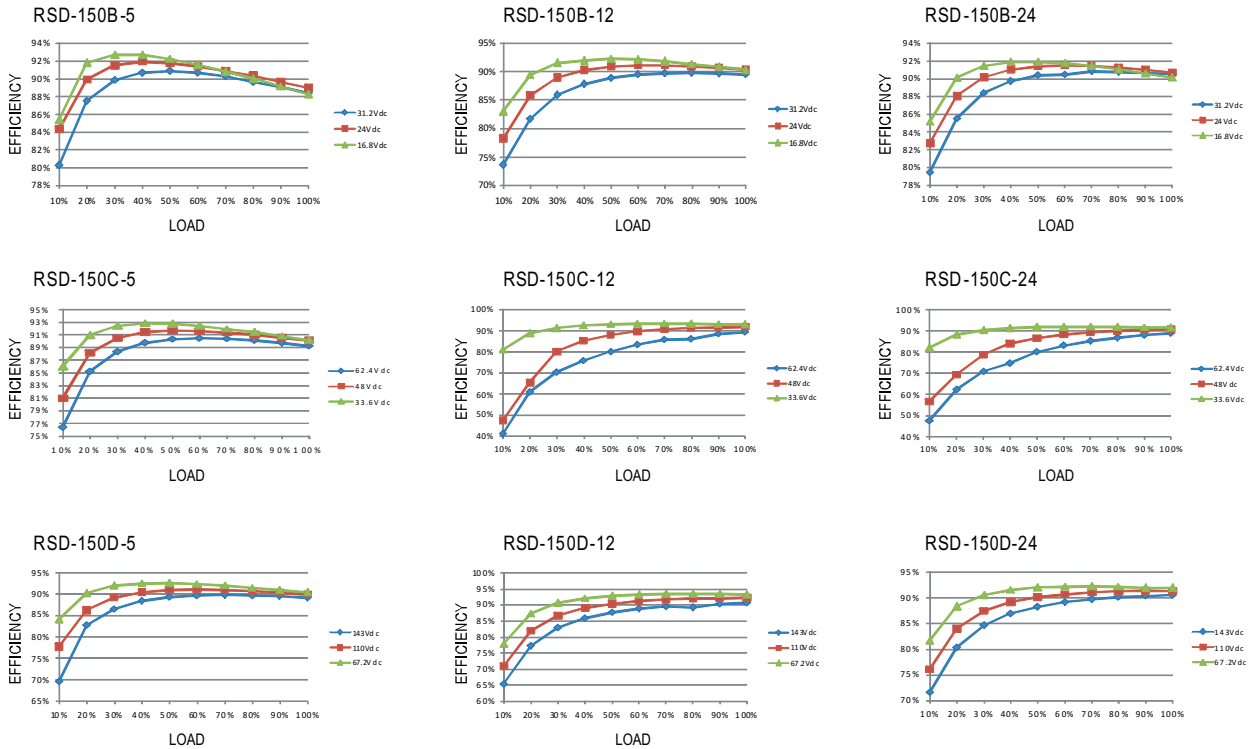 RSD-150B-5
EFFICIENCY
94%
92%
90%
88%
86%
84%
82%
80%
78%
10% 20% 30% 40% 50% 60% 70% 80% 90% 100%
LOAD
31.2Vdc
24Vdc
16.8Vdc
RSD-150B-12
EFFICIENCY
95%
90%
85%
80%
75%
70%
10% 20% 30% 40% 50% 60% 70% 80% 90% 100%
LOAD
31.2Vdc
24Vdc
16.8Vdc
RSD-150B-24
EFFICIENCY
94%
92%
90%
88%
86%
84%
82%
80%
78%
10% 20% 30% 40% 50% 60% 70% 80% 90% 100%
LOAD
31.2Vdc
24Vdc
16.8Vdc
RSD-150C-5
EFFICIENCY
95%
93%
91%
89%
87%
85%
83%
81%
79%
77%
75%
10% 20% 30% 40% 50% 60% 70% 80% 90% 100%
LOAD
62.4Vdc
48Vdc
33.6Vdc
RSD-150C-12
EFFICIENCY
100%
90%
80%
70%
60%
50%
40%
10% 20% 30% 40% 50% 60% 70% 80% 90% 100%
LOAD
62.4Vdc
48Vdc
33.6Vdc
RSD-150C-24
EFFICIENCY
100%
90%
80%
70%
60%
50%
40%
10% 20% 30% 40% 50% 60% 70% 80% 90% 100%
LOAD
62.4Vdc
48Vdc
33.6Vdc
RSD-150D-5
EFFICIENCY
95%
90%
85%
80%
75%
70%
65%
10% 20% 30% 40% 50% 60% 70% 80% 90% 100%
LOAD
143Vdc
110Vdc
67.2Vdc
RSD-150D-12
EFFICIENCY
100%
95%
90%
85%
80%
75%
70%
65%
60%
10% 20% 30% 40% 50% 60% 70% 80% 90% 100%
LOAD
143Vdc
110Vdc
67.2Vdc
RSD-150D-24
EFFICIENCY
95%
90%
85%
80%
75%
70%
10% 20% 30% 40% 50% 60% 70% 80% 90% 100%
LOAD
143Vdc
110Vdc
67.2Vdc